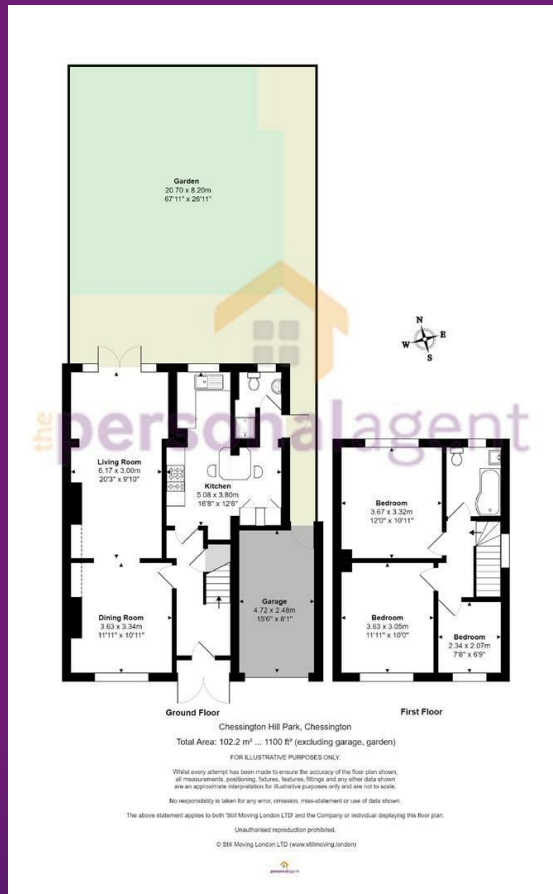 Garden
20.70 x 8.20m
67'11" x 26'11"
N
W E
S
the personalagent
Living Room
6.17 x 3.00m
20'3" x 9'10"
Kitchen
5.08 x 3.80m
16'8" x 12'6"
Bedroom
3.67 x 3.32m
12'0" x 10'11"
Dining Room
3.63 x 3.34m
11'11" x 10'11"
Garage
4.72 x 2.48m
15'6" x 8'1"
Bedroom
3.63 x 3.05m
11'11" x 10'0"
Bedroom
2.34 x 2.07m
7'8" x 6'9"
Ground Floor
First Floor
Chessington Hill Park, Chessington
Total Area: 102.2 m² ... 1100 ft² (excluding garage, garden)
FOR ILLUSTRATIVE PURPOSES ONLY.
Whilst every attempt has been made to ensure the accuracy of the floor plan shown,
all measurements, positioning, fixtures, features, fittings and any other data shown
are an approximate interpretation for illustrative purposes only and are not to scale.
No responsibility is taken for any error, omission, miss-statement or use of data shown.
The above statement applies to both 'Still Moving London LTD' and the Company or individual displaying this floor plan.
Unauthorised reproduction prohibited.
© Still Moving London LTD (www.stillmoving.london)
personalagent